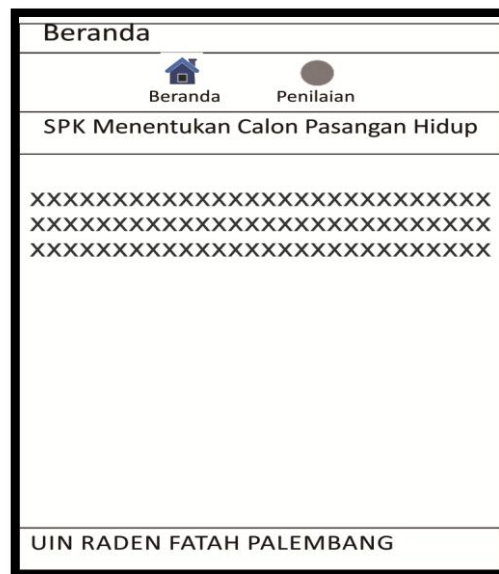 Beranda
Beranda Penilaian
SPK Menentukan Calon Pasangan Hidup
XXXXXXXXXXXXXXXXXXXXXXXXXXXX
XXXXXXXXXXXXXXXXXXXXXXXXXXXX
XXXXXXXXXXXXXXXXXXXXXXXXXXXX
UIN RADEN FATAH PALEMBANG